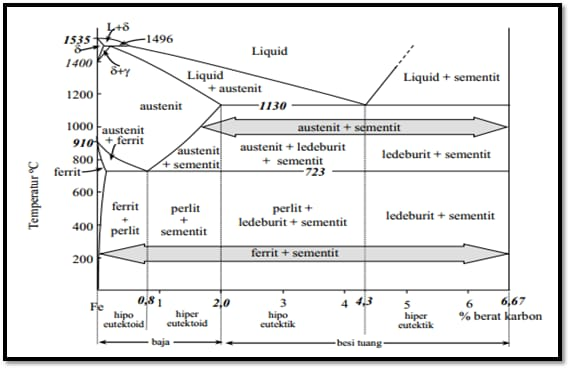 L+δ
1535
1496
δ
1400
δ+γ
Liquid
Liquid
+ austenit
Liquid + sementit
1200
austenit
1130
1000
austenit
+ ferrit
austenit + sementit
910
800
austenit
+ sementit
austenit + ledeburit
+ sementit
ledeburit + sementit
ferrit
723
Temperatur ºC
600
400
200
ferrit
+
perlit
perlit
+
sementit
perlit +
ledeburit + sementit
ledeburit + sementit
ferrit + sementit
Fe
0,8 1 2,0 3 4 4,3 5 6 6,67
hipo
eutektoid
hiper
eutektoid
hipo
eutektik
hiper
eutektik
% berat karbon
baja
besi tuang